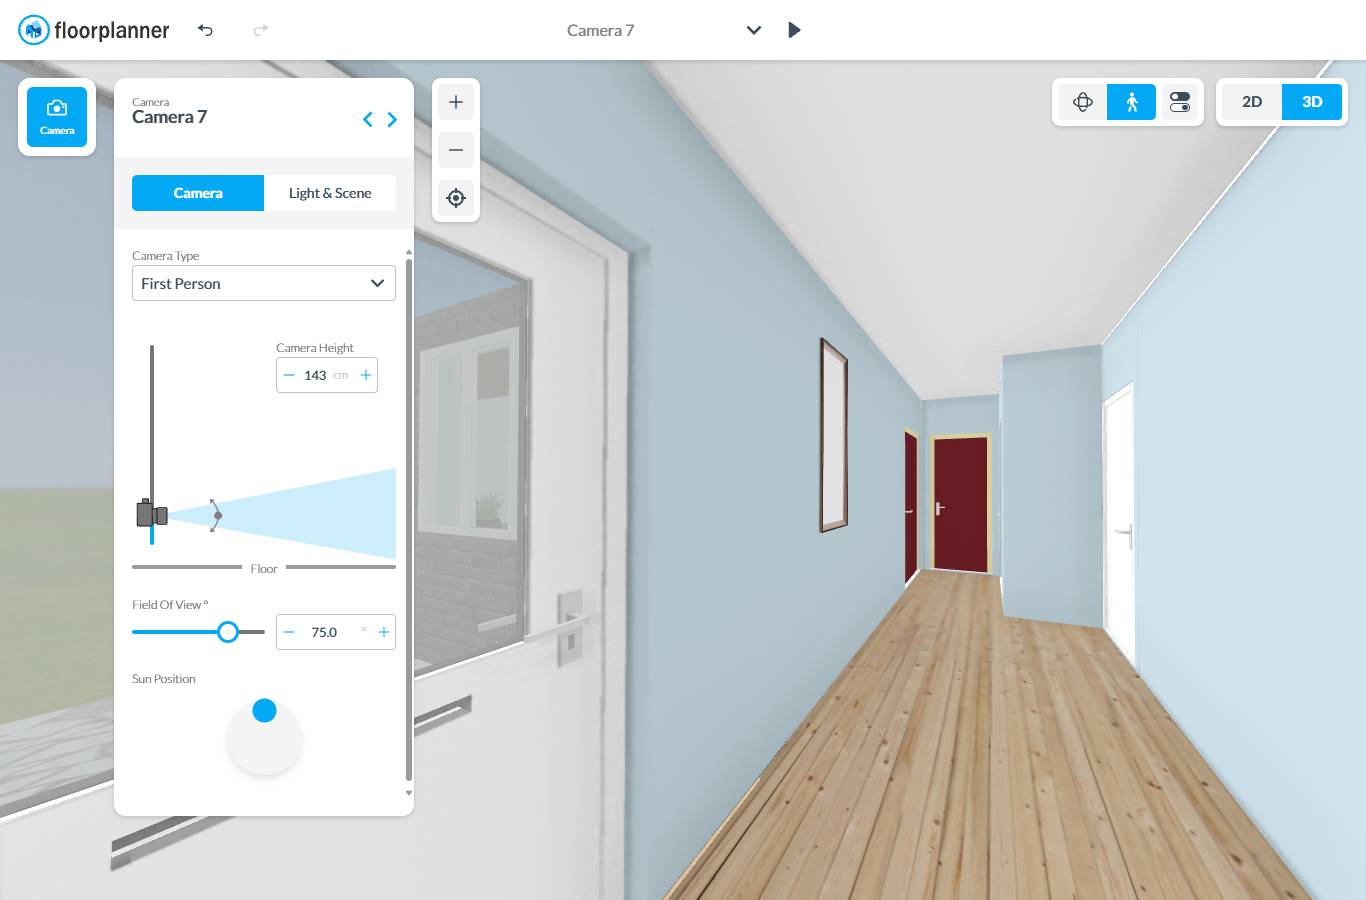 floorplanner
Camera 7
Camera
Camera
Camera 7
2D
3D
Camera
Light & Scene
Camera Type
First Person
Camera Height
143 cm
Floor
Field Of View °
75.0 °
Sun Position